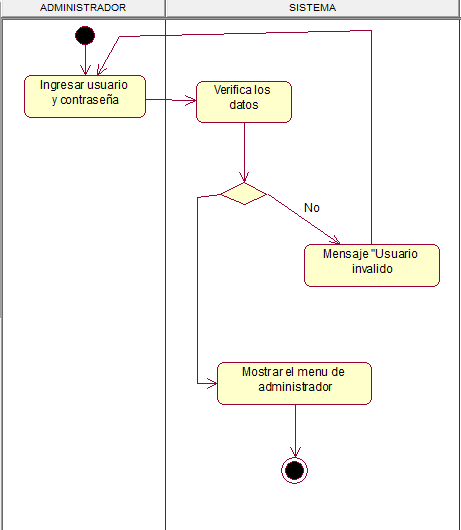 ADMINISTRADOR
SISTEMA
Ingresar usuario
y contraseña
Verifica los
datos
No
Mensaje "Usuario
invalido
Mostrar el menu de
administrador